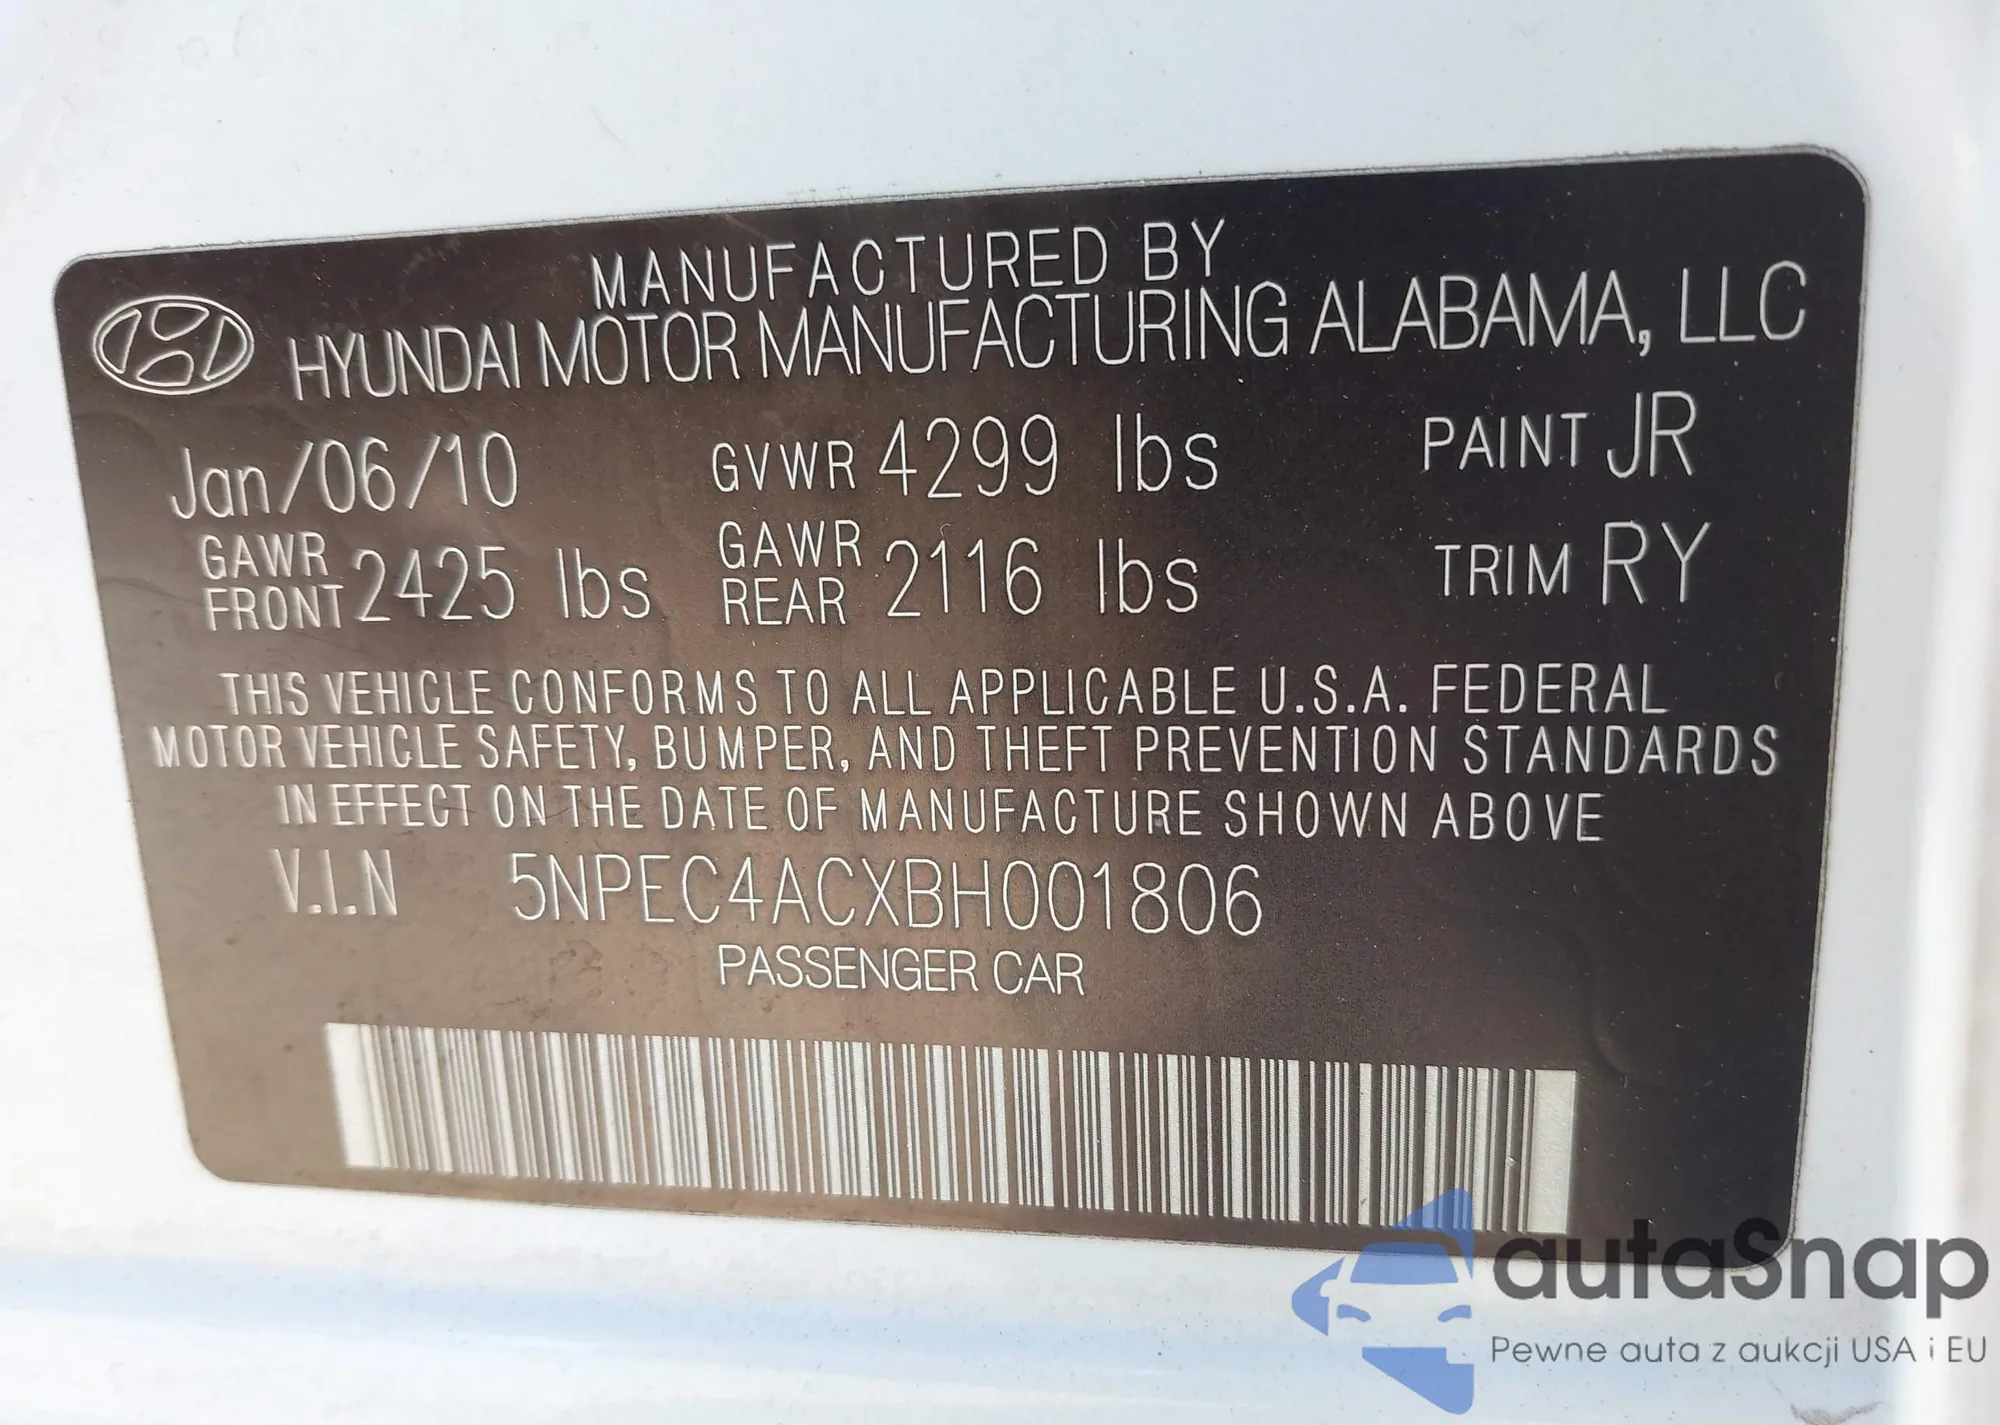 MANUFACTURED BY
HYUNDAI MOTOR MANUFACTURING ALABAMA, LLC
Jan/06/10 GVWR 4299 lbs PAINT JR
GAWR FRONT 2425 lbs GAWR REAR 2116 lbs TRIM RY
THIS VEHICLE CONFORMS TO ALL APPLICABLE U.S.A. FEDERAL
MOTOR VEHICLE SAFETY, BUMPER, AND THEFT PREVENTION STANDARDS
IN EFFECT ON THE DATE OF MANUFACTURE SHOWN ABOVE
V.I.N 5NPEC4ACXBH001806
PASSENGER CAR
autaSnap
Pewne auta z aukcji USA i EU